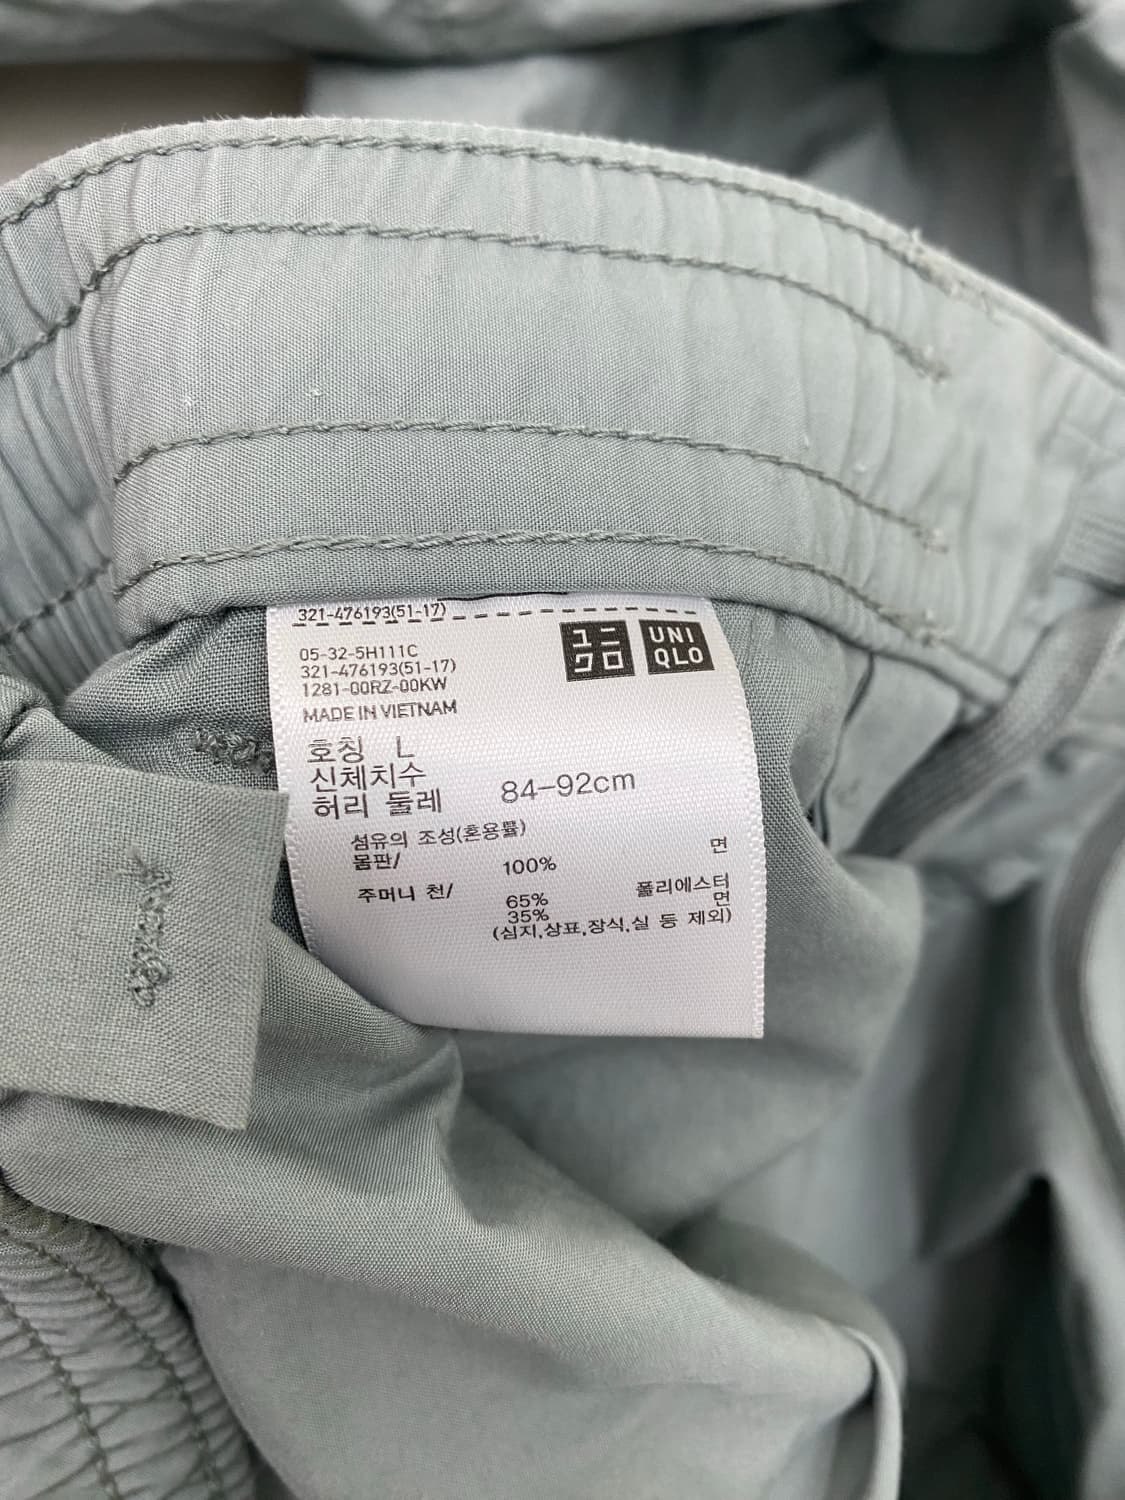 321-476193(51-17)
ユニ
クロ
UNI
QLO
05-32-5H111C
321-476193(51-17)
1281-00RZ-00KW
MADE IN VIETNAM
호칭 L
신체치수
허리 둘레 84-92cm
섬유의 조성(혼용률)
몸판/ 100% 면
주머니 천/ 65% 폴리에스터
35% 면
(심지,상표,장식,실 등 제외)